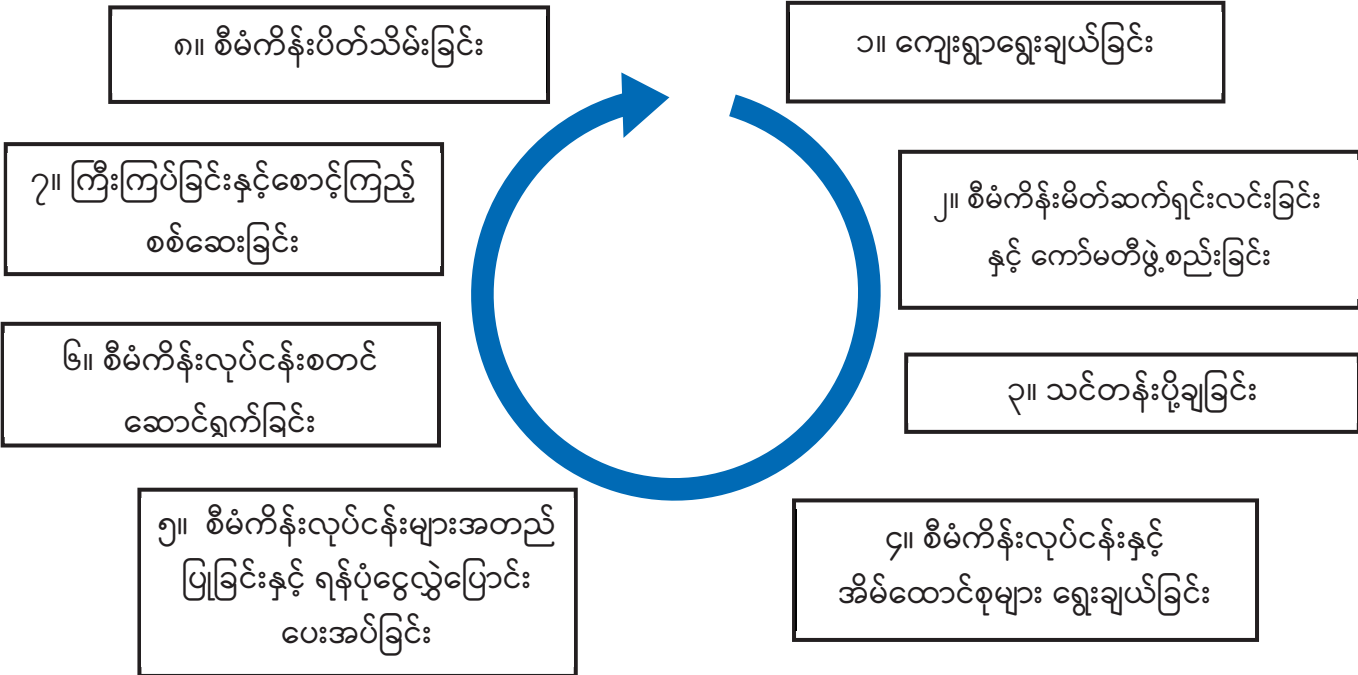 ၁။ ကျေးရွာရွေးချယ်ခြင်း
၂။ စီမံကိန်းမိတ်ဆက်ရှင်းလင်းခြင်း
နှင့် ကော်မတီဖွဲ့စည်းခြင်း
၃။ သင်တန်းပို့ချခြင်း
၄။ စီမံကိန်းလုပ်ငန်းနှင့်
အိမ်ထောင်စုများ ရွေးချယ်ခြင်း
၅။ စီမံကိန်းလုပ်ငန်းများအတည်
ပြုခြင်းနှင့် ရန်ပုံငွေလွှဲပြောင်း
ပေးအပ်ခြင်း
၆။ စီမံကိန်းလုပ်ငန်းစတင်
ဆောင်ရွက်ခြင်း
၇။ ကြီးကြပ်ခြင်းနှင့်စောင့်ကြည့်
စစ်ဆေးခြင်း
၈။ စီမံကိန်းပိတ်သိမ်းခြင်း